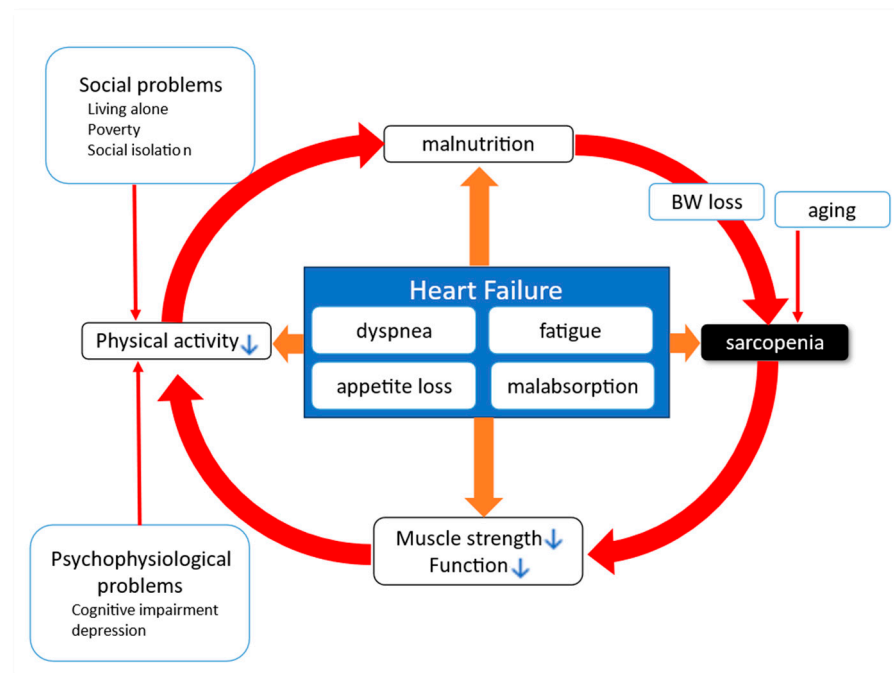 Social problems
Living alone
Poverty
Social isolation
malnutrition
BW loss
aging
Heart Failure
dyspnea
fatigue
appetite loss
malabsorption
Physical activity↓
sarcopenia
Muscle strength↓
Function↓
Psychophysiological
problems
Cognitive impairment
depression